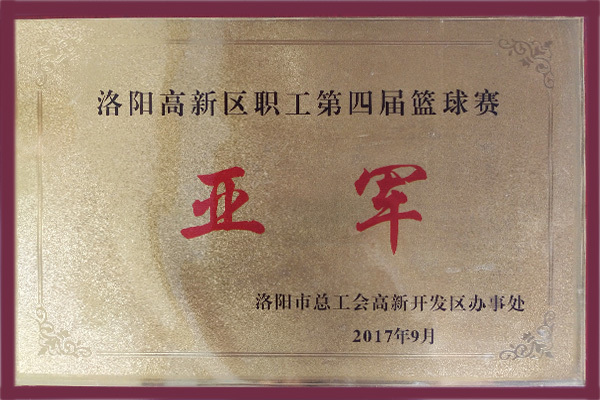 洛阳高新区职工第四届篮球赛
亚军
洛阳市总工会高新开发区办事处
2017年9月